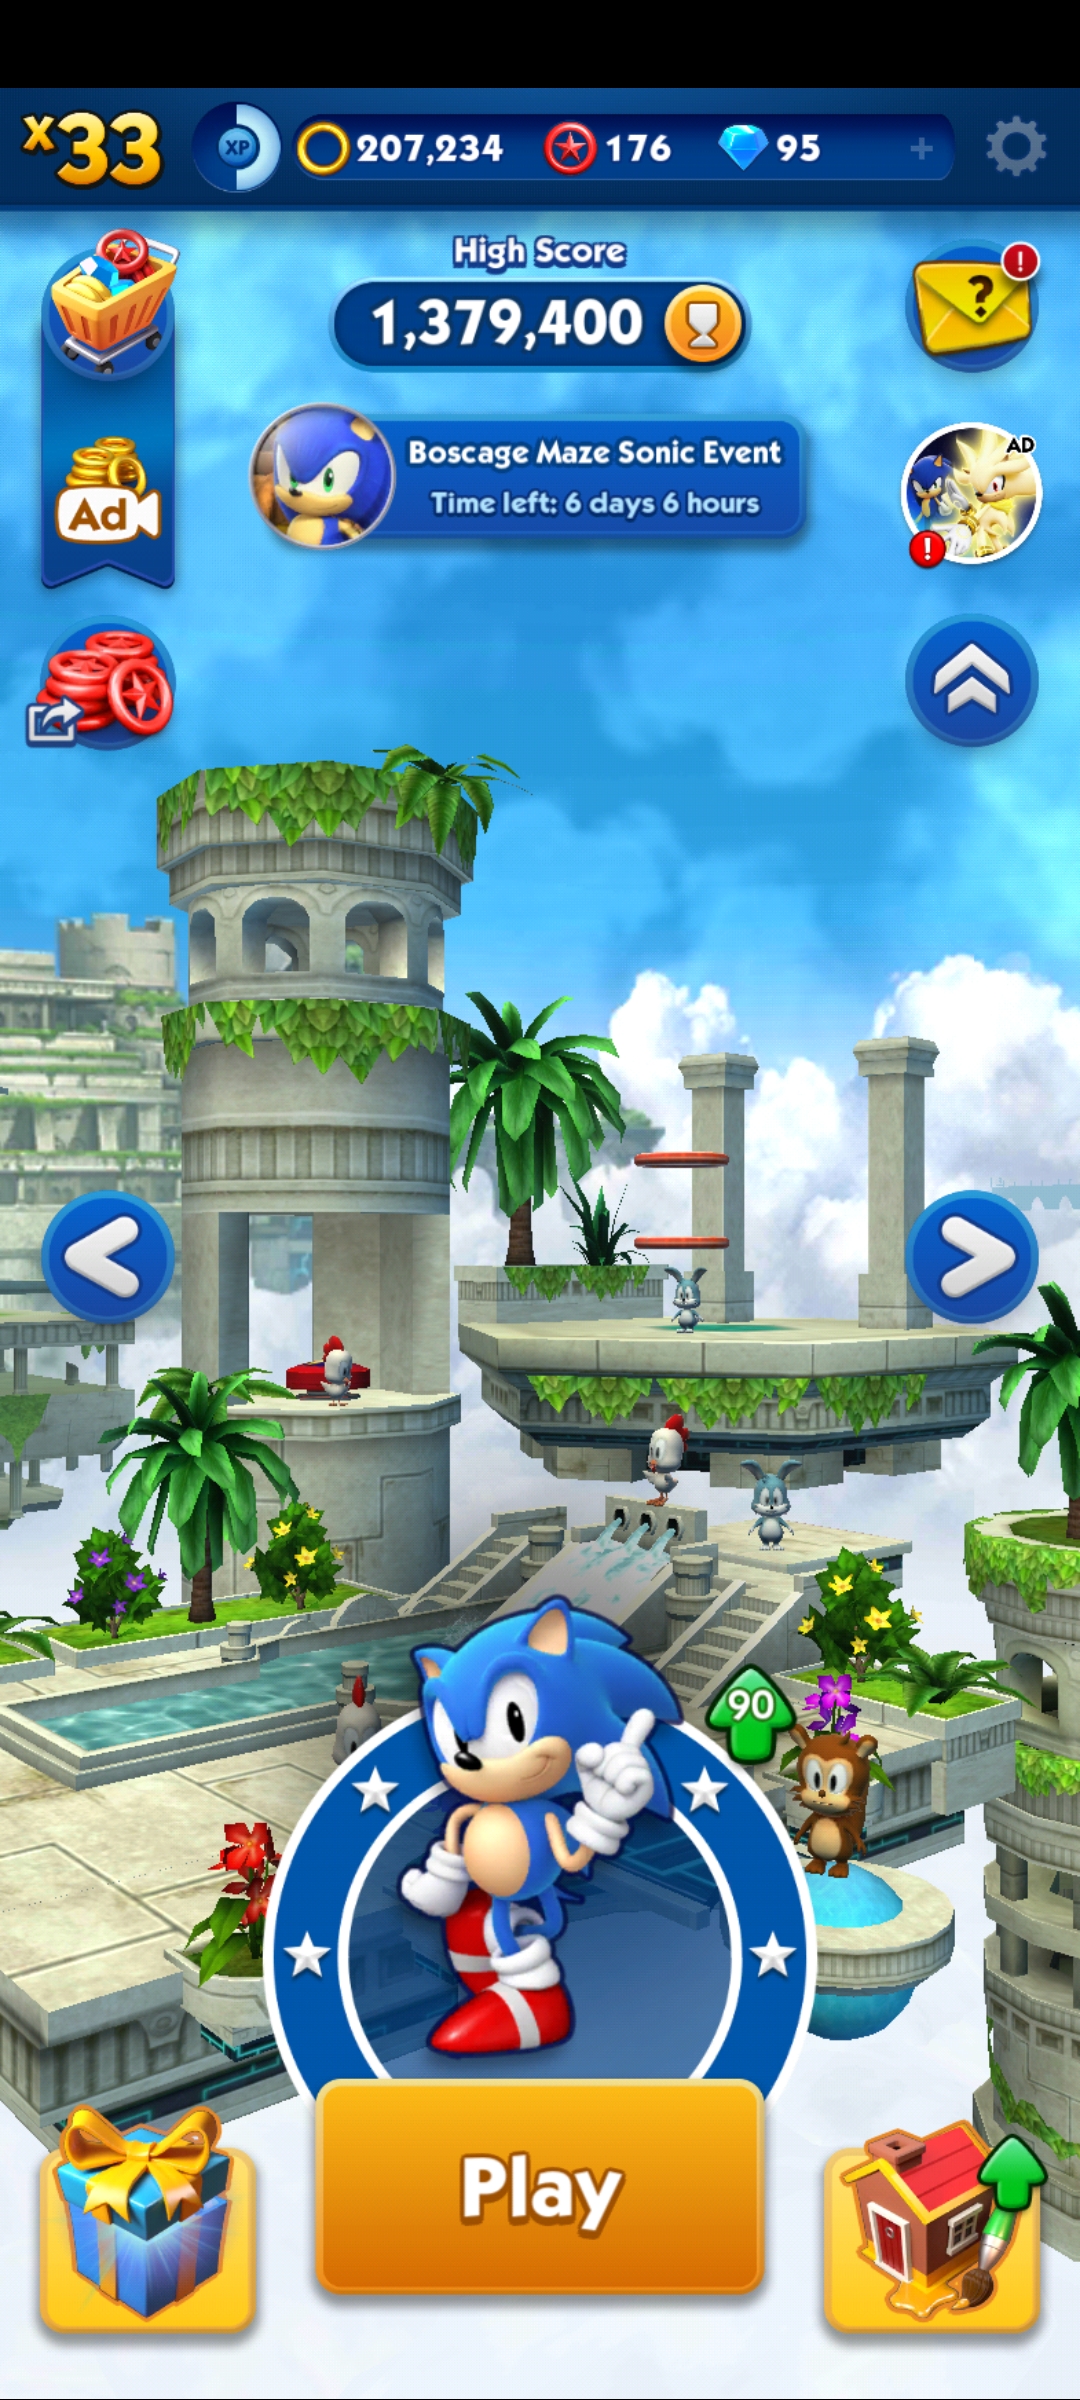 x33
XP
207,234
176
95
+
High Score
1,379,400
?
!
Boscage Maze Sonic Event
Time left: 6 days 6 hours
AD
!
Ad
90
Play